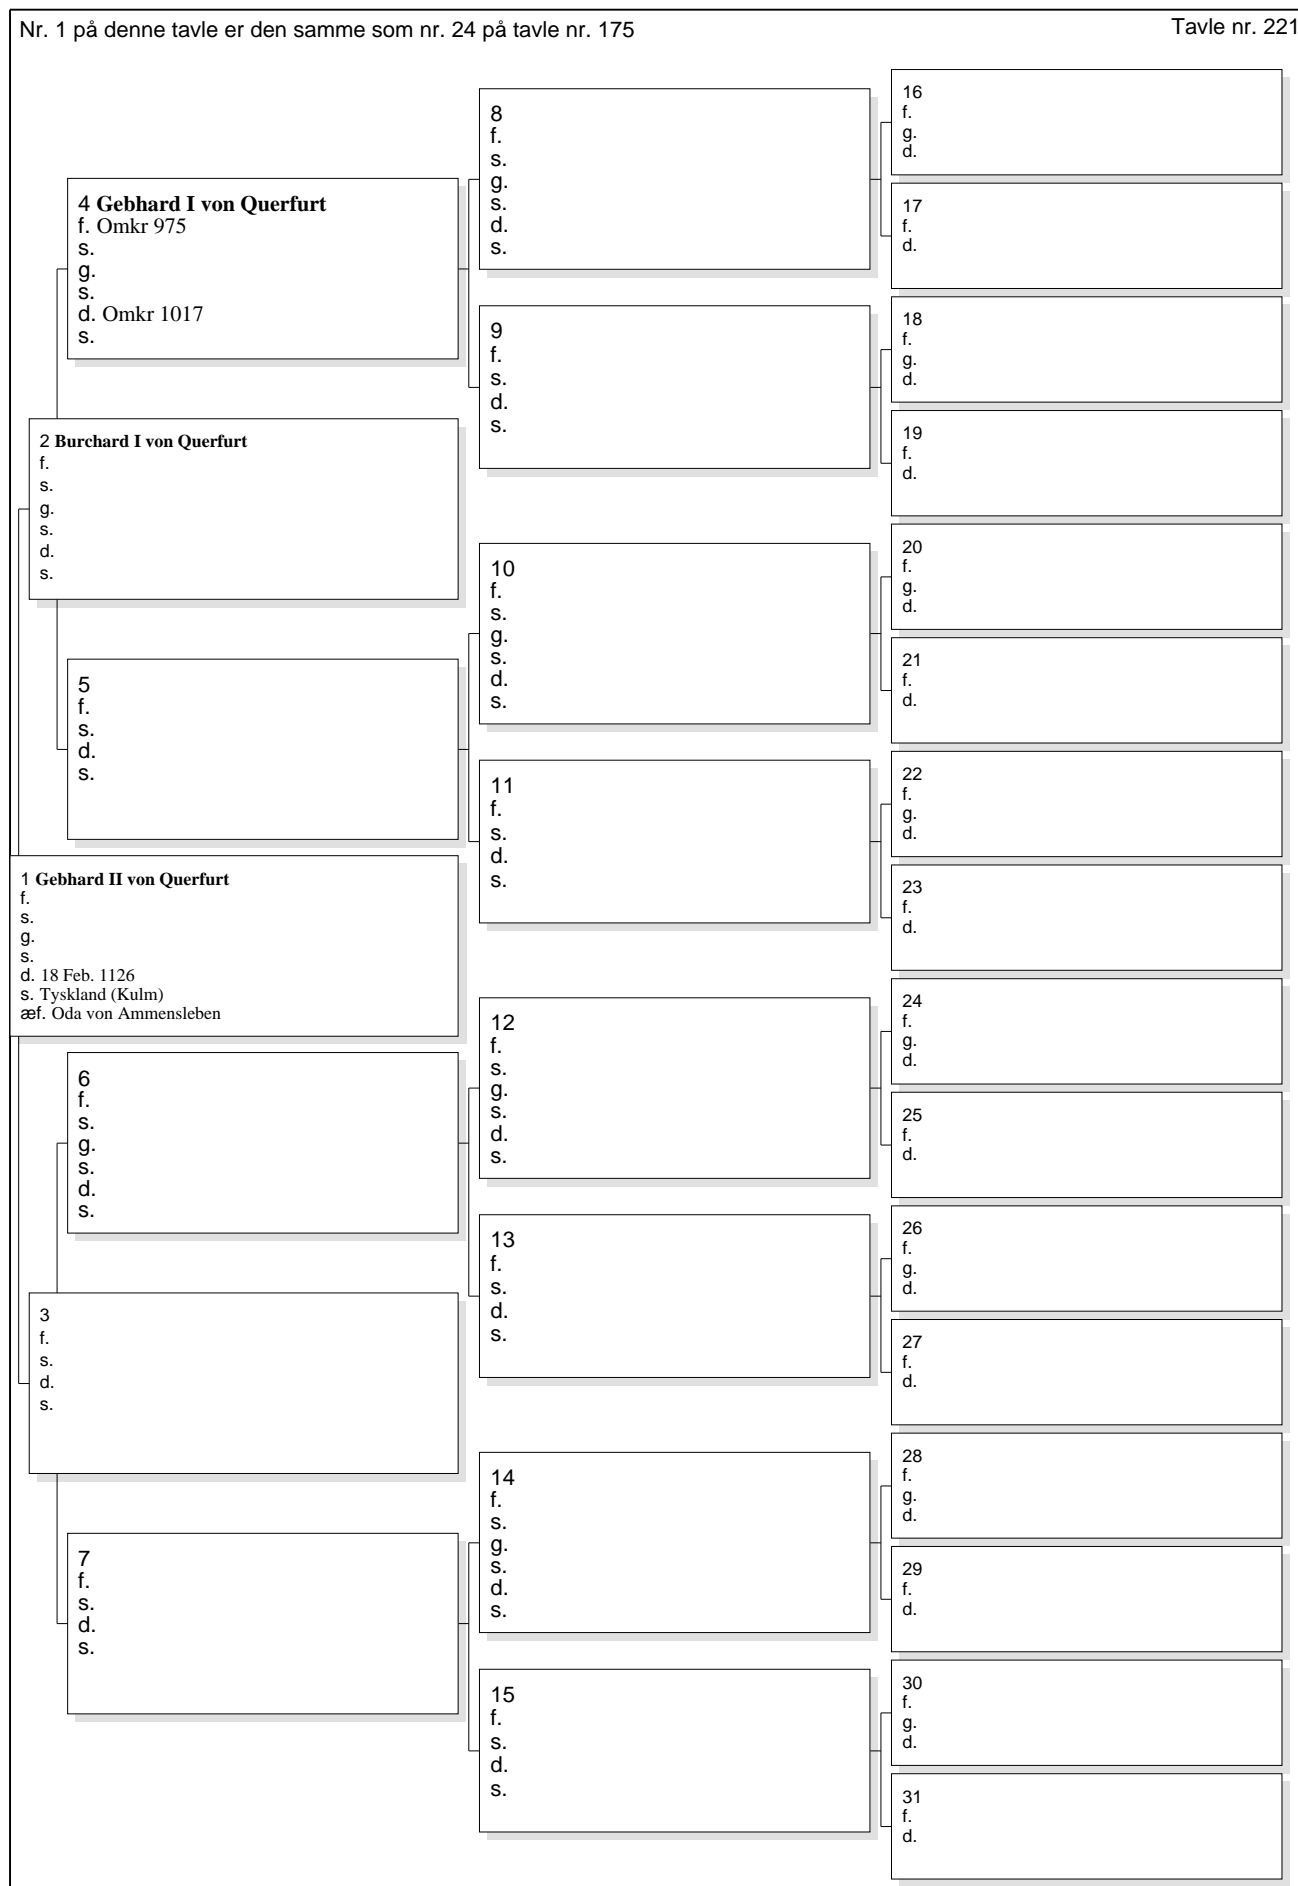 Nr. 1 på denne tavle er den samme som nr. 24 på tavle nr. 175
Tavle nr. 221
4 Gebhard I von Querfurt
f. Omkr 975
s.
g.
s.
d. Omkr 1017
s.
2 Burchard I von Querfurt
f.
s.
g.
s.
d.
s.
5
f.
s.
d.
s.
1 Gebhard II von Querfurt
f.
s.
g.
s.
d. 18 Feb. 1126
s. Tyskland (Kulm)
æf. Oda von Ammensleben
6
f.
s.
g.
s.
d.
s.
3
f.
s.
d.
s.
7
f.
s.
d.
s.
8
f.
s.
g.
s.
d.
s.
9
f.
s.
d.
s.
10
f.
s.
g.
s.
d.
s.
11
f.
s.
d.
s.
12
f.
s.
g.
s.
d.
s.
13
f.
s.
d.
s.
14
f.
s.
g.
s.
d.
s.
15
f.
s.
d.
s.
16
f.
g.
d.
17
f.
d.
18
f.
g.
d.
19
f.
d.
20
f.
g.
d.
21
f.
d.
22
f.
g.
d.
23
f.
d.
24
f.
g.
d.
25
f.
d.
26
f.
g.
d.
27
f.
d.
28
f.
g.
d.
29
f.
d.
30
f.
g.
d.
31
f.
d.